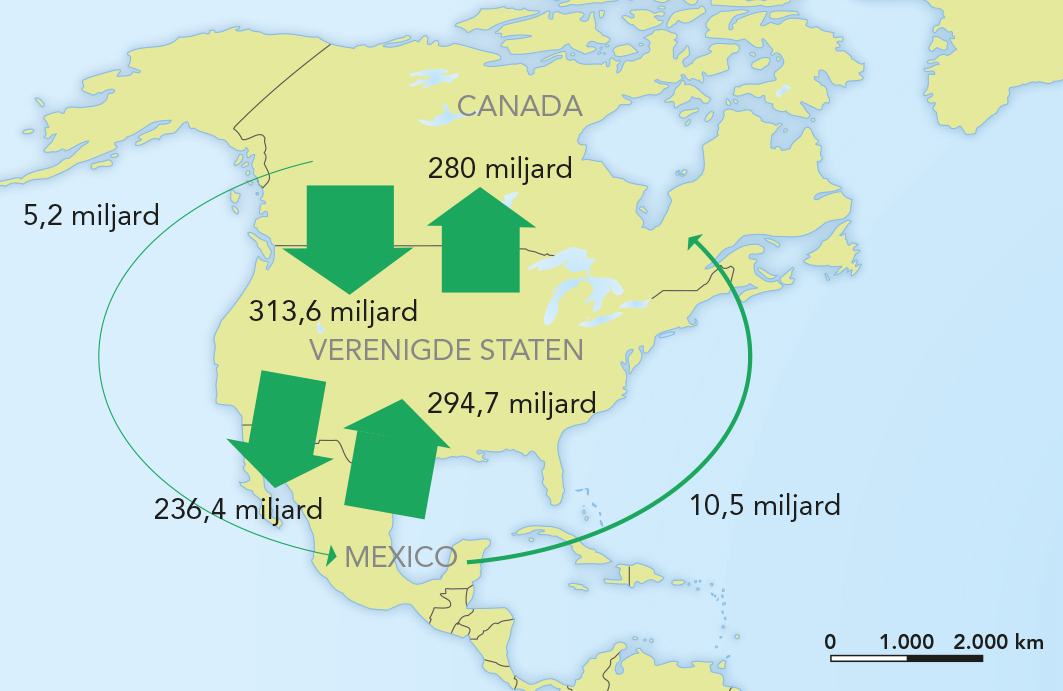 CANADA
280 miljard
5,2 miljard
313,6 miljard
VERENIGDE STATEN
294,7 miljard
236,4 miljard
10,5 miljard
MEXICO
0 1.000 2.000 km